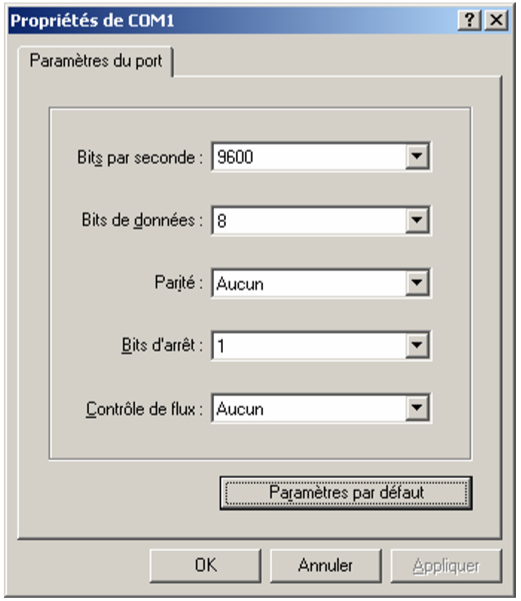 Propriétés de COM1
Paramètres du port
Bits par seconde : 9600
Bits de données : 8
Parité : Aucun
Bits d'arrêt : 1
Contrôle de flux : Aucun
Paramètres par défaut
OK Annuler Appliquer